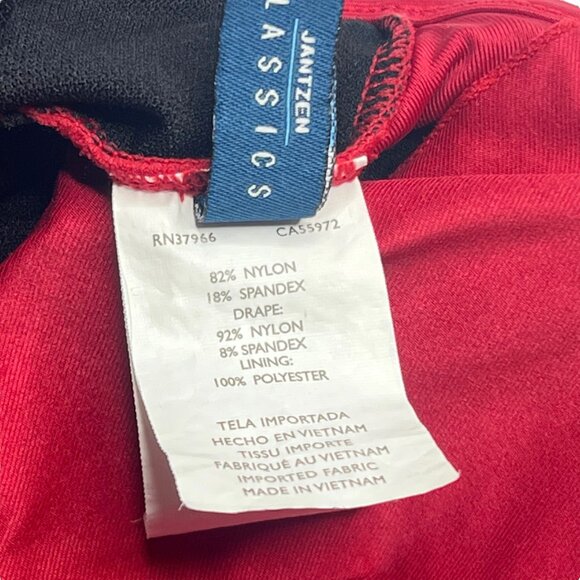 JANTZEN
LASSICS
RN37966 CA55972
82% NYLON
18% SPANDEX
DRAPE:
92% NYLON
8% SPANDEX
LINING:
100% POLYESTER
TELA IMPORTADA
HECHO EN VIETNAM
TISSU IMPORTE
FABRIQUÉ AU VIETNAM
IMPORTED FABRIC
MADE IN VIETNAM